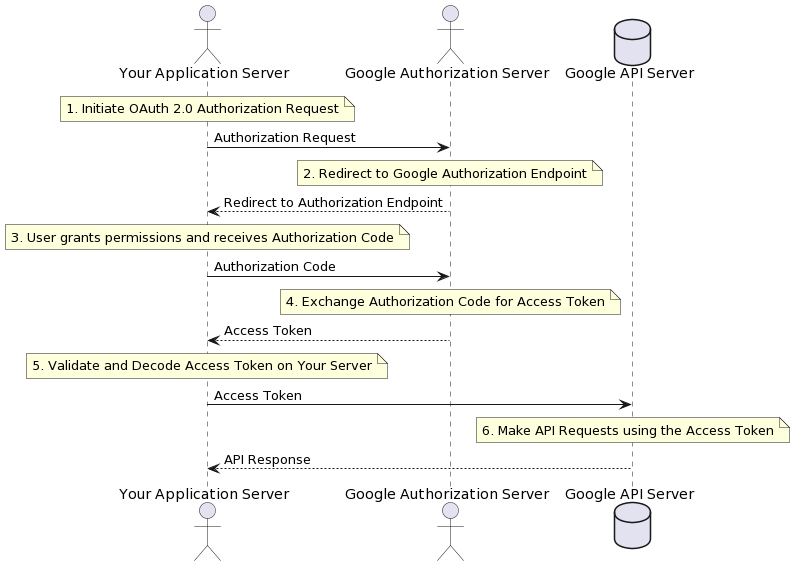 Your Application Server
Google Authorization Server
Google API Server
1. Initiate OAuth 2.0 Authorization Request
Authorization Request
2. Redirect to Google Authorization Endpoint
Redirect to Authorization Endpoint
3. User grants permissions and receives Authorization Code
Authorization Code
4. Exchange Authorization Code for Access Token
Access Token
5. Validate and Decode Access Token on Your Server
Access Token
6. Make API Requests using the Access Token
API Response
Your Application Server
Google Authorization Server
Google API Server